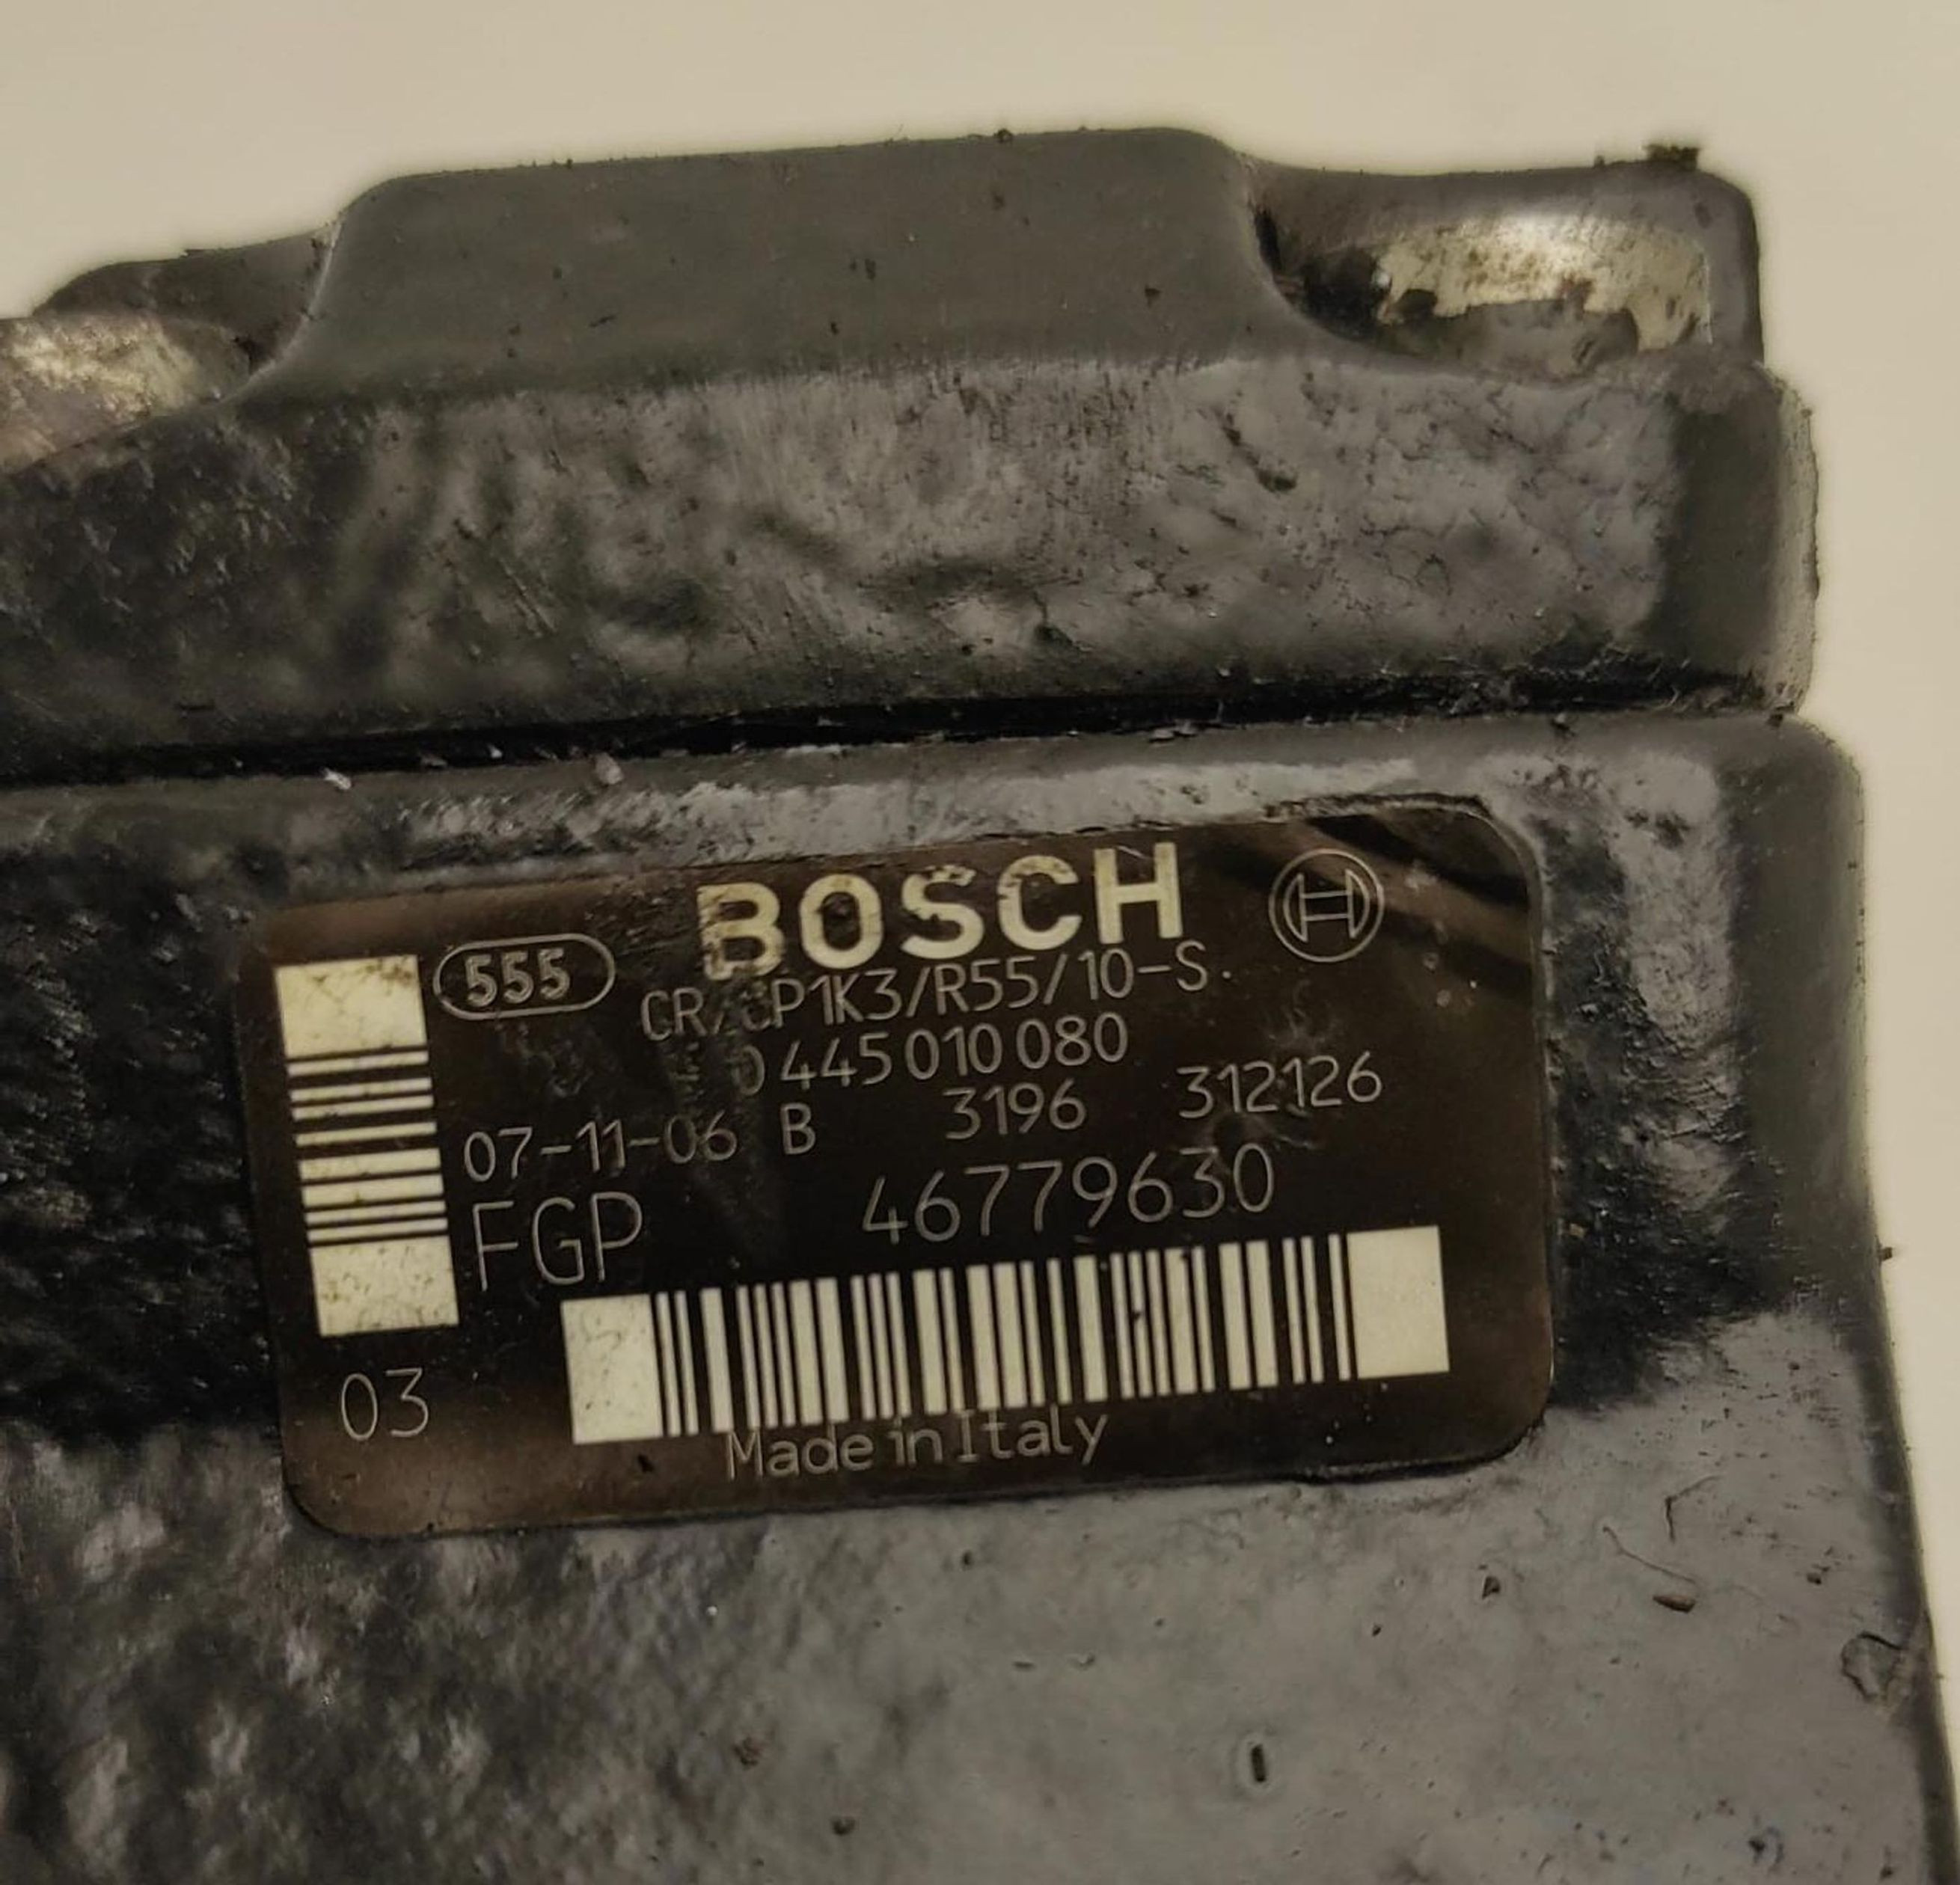 BOSCH
555
CR/CP1K3/R55/10-S.
0 445 010 080
07-11-06 B 3196 312126
FGP 46779630
03
Made in Italy